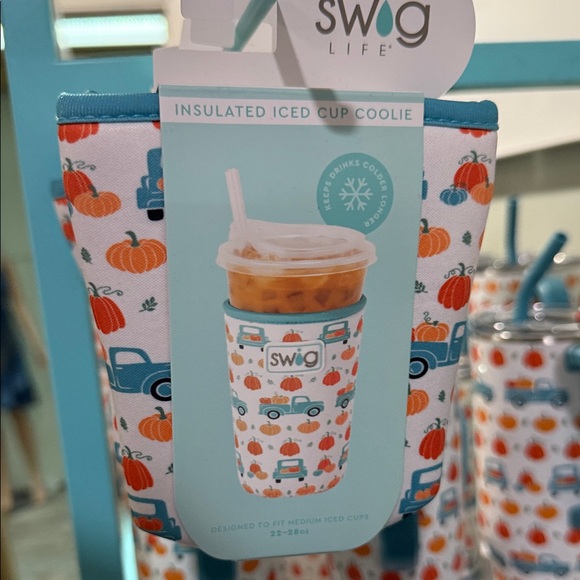 swig
LIFE
INSULATED ICED CUP COOLIE
KEEPS DRINKS COLDER LONGER
swig
DESIGNED TO FIT MEDIUM ICED CUPS
22-28oz